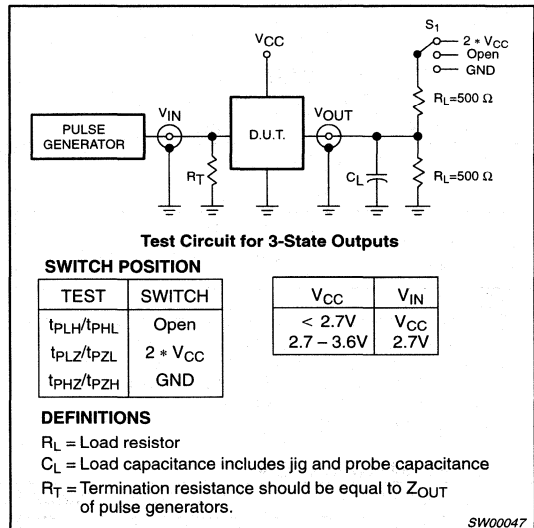 S1
2 * VCC
Open
GND
VCC
RL=500 Ω
VIN
VOUT
PULSE
GENERATOR
D.U.T.
RT
CL
RL=500 Ω
Test Circuit for 3-State Outputs
SWITCH POSITION
TEST SWITCH
tPLH/tPHL Open
tPLZ/tPZL 2 * VCC
tPHZ/tPZH GND
VCC VIN
< 2.7V VCC
2.7 – 3.6V 2.7V
DEFINITIONS
RL = Load resistor
CL = Load capacitance includes jig and probe capacitance
RT = Termination resistance should be equal to ZOUT
of pulse generators.
SW00047